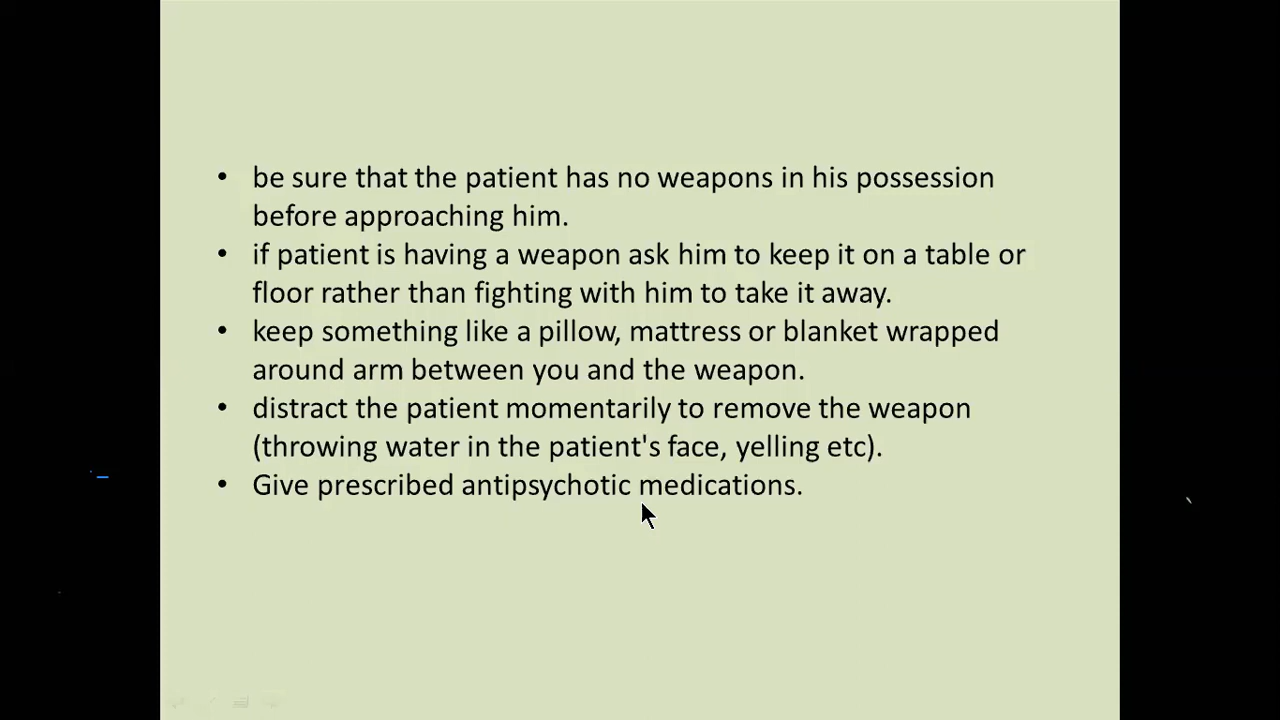 • be sure that the patient has no weapons in his possession
before approaching him.
• if patient is having a weapon ask him to keep it on a table or
floor rather than fighting with him to take it away.
• keep something like a pillow, mattress or blanket wrapped
around arm between you and the weapon.
• distract the patient momentarily to remove the weapon
(throwing water in the patient's face, yelling etc).
• Give prescribed antipsychotic medications.